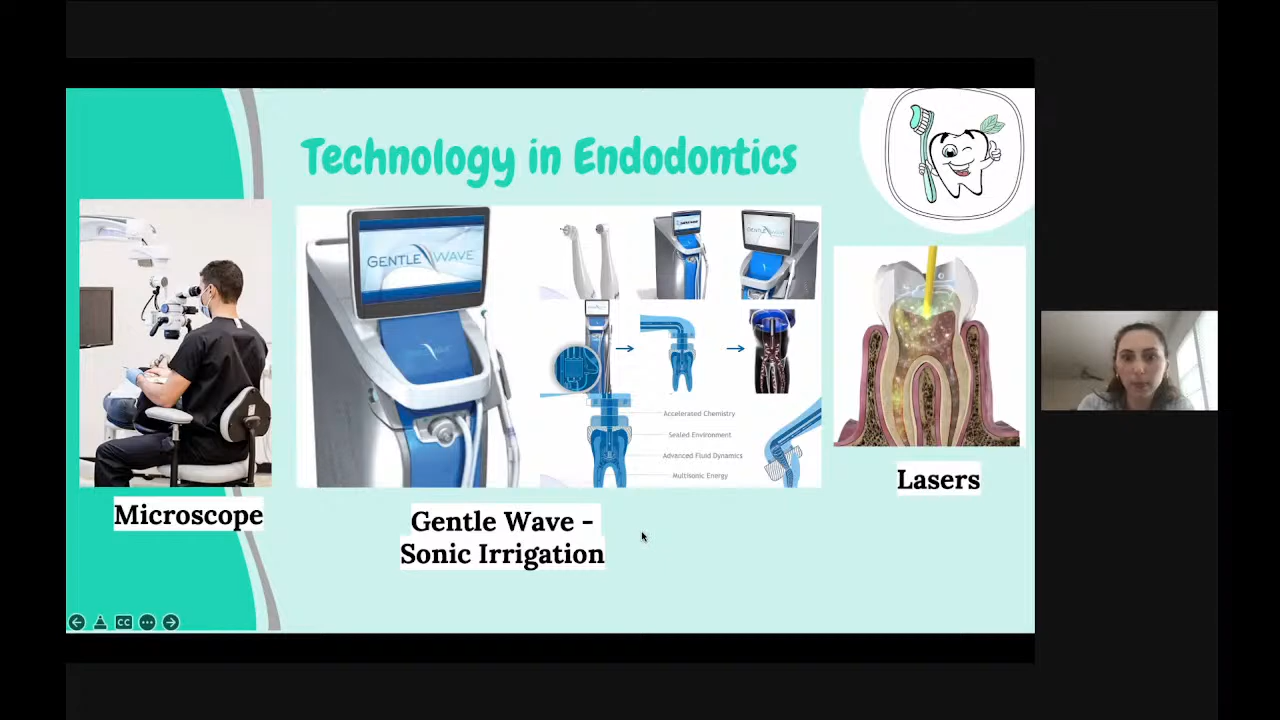 Technology in Endodontics
GENTLE WAVE
Accelerated Chemistry
Sealed Environment
Advanced Fluid Dynamics
Multisonic Energy
Microscope
Gentle Wave -
Sonic Irrigation
Lasers
CC